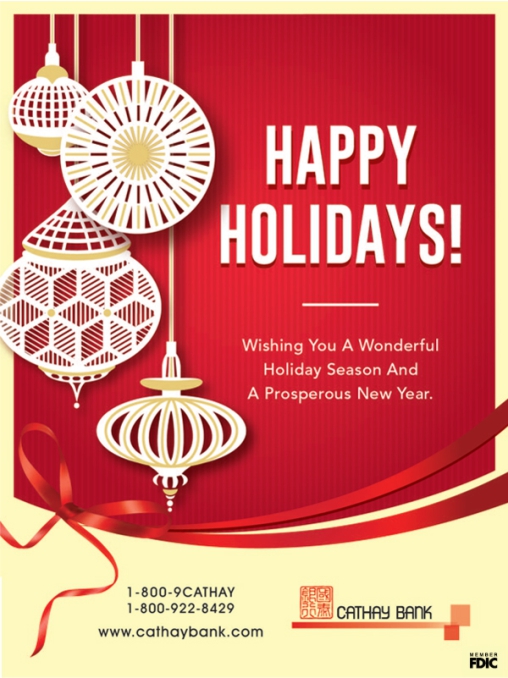 HAPPY
HOLIDAYS!
Wishing You A Wonderful
Holiday Season And
A Prosperous New Year.
1-800-9CATHAY
1-800-922-8429
www.cathaybank.com
CATHAY BANK
MEMBER
FDIC